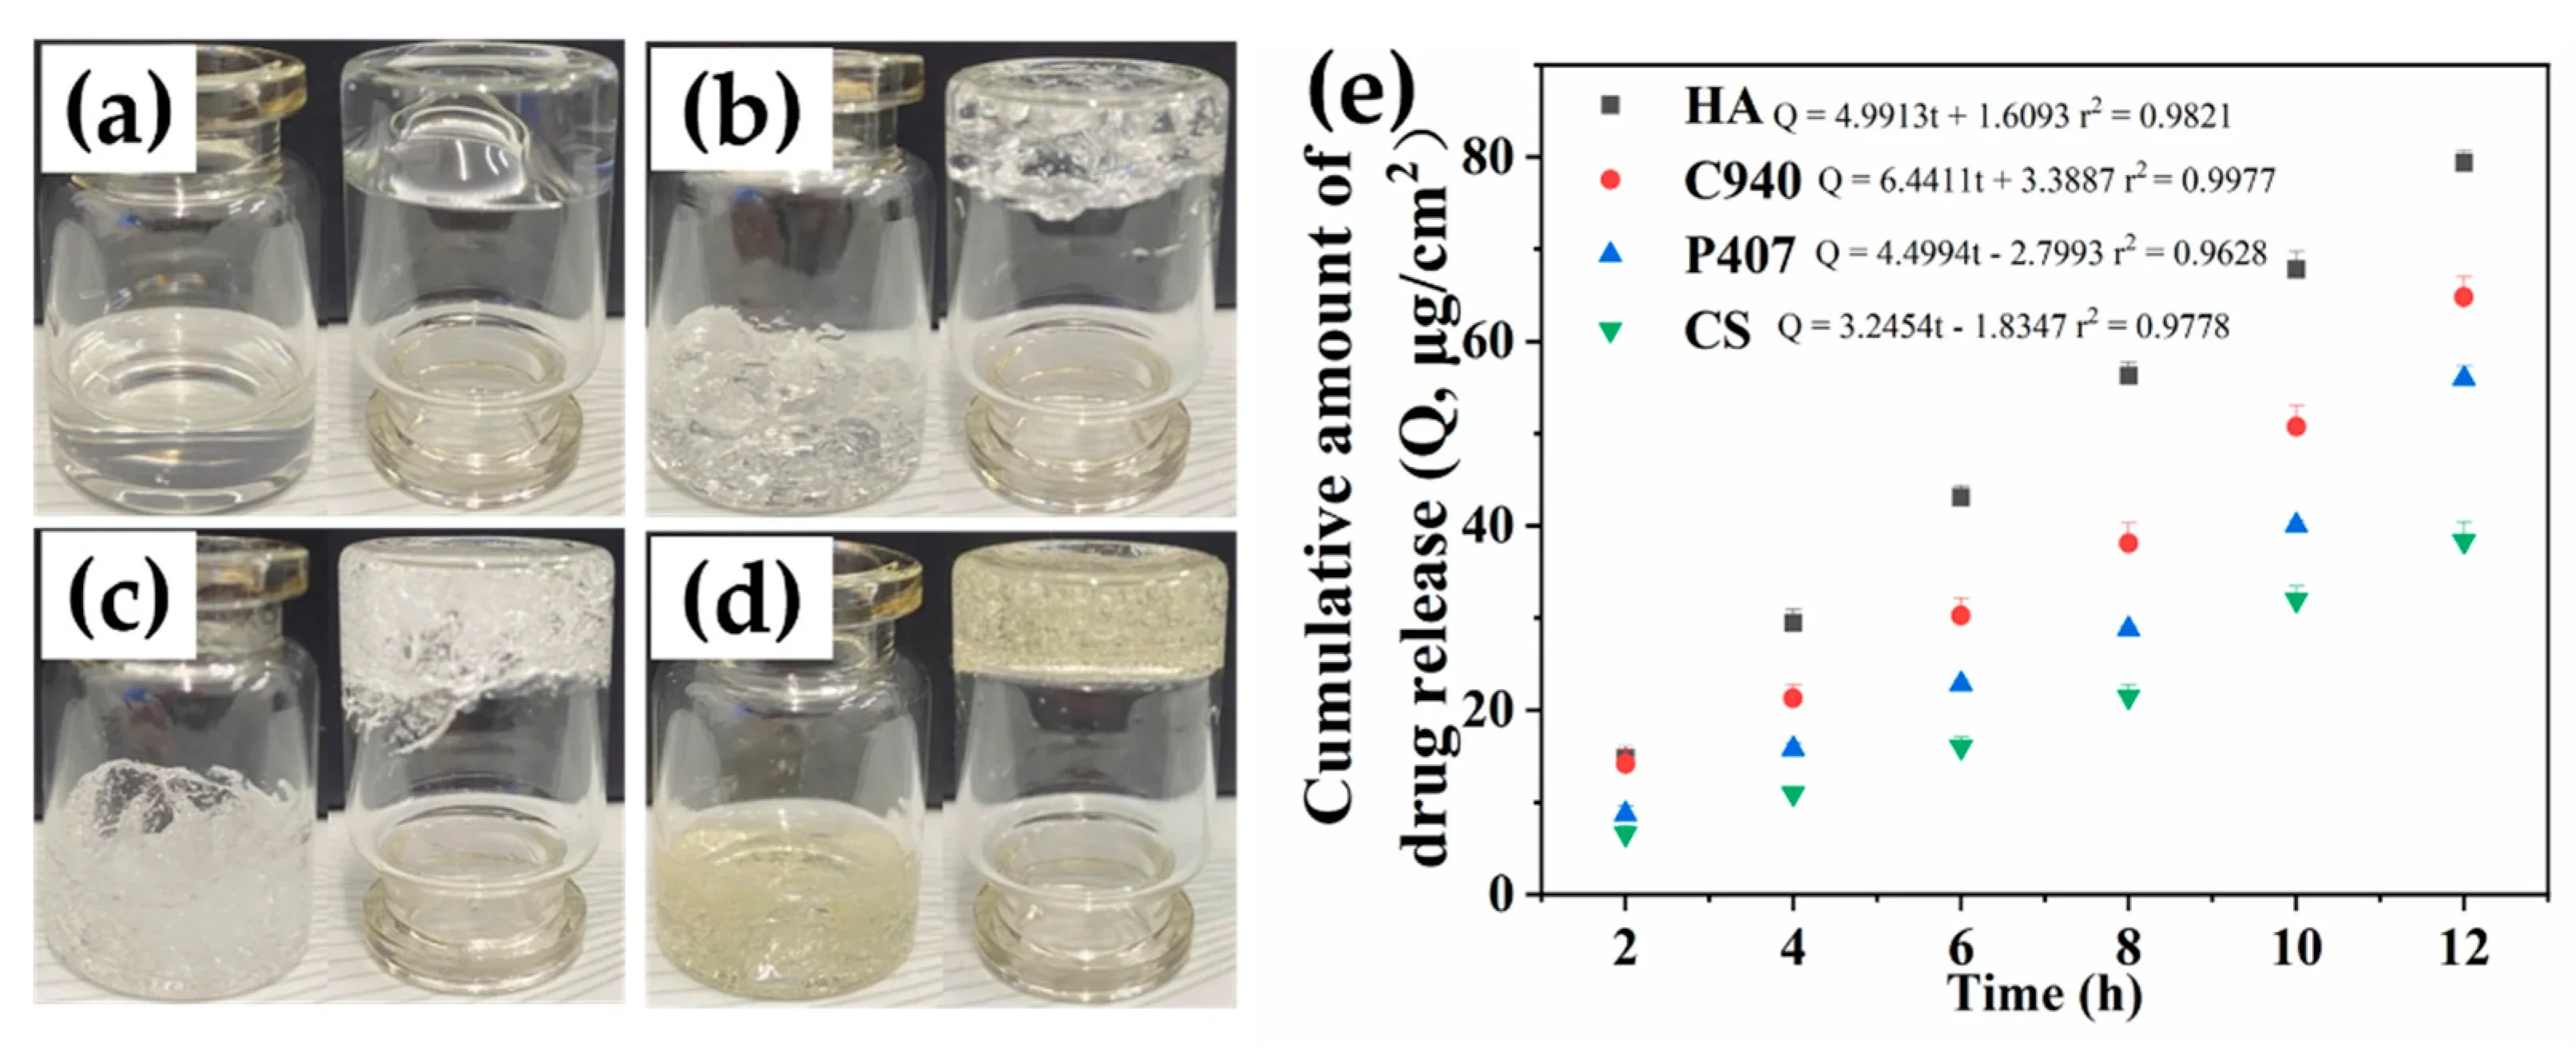 (a)
(b)
(c)
(d)
(e)
Cumulative amount of
drug release (Q, μg/cm²)
HA Q = 4.9913t + 1.6093 r² = 0.9821
C940 Q = 6.4411t + 3.3887 r² = 0.9977
P407 Q = 4.4994t - 2.7993 r² = 0.9628
CS Q = 3.2454t - 1.8347 r² = 0.9778
80
60
40
20
0
2 4 6 8 10 12
Time (h)